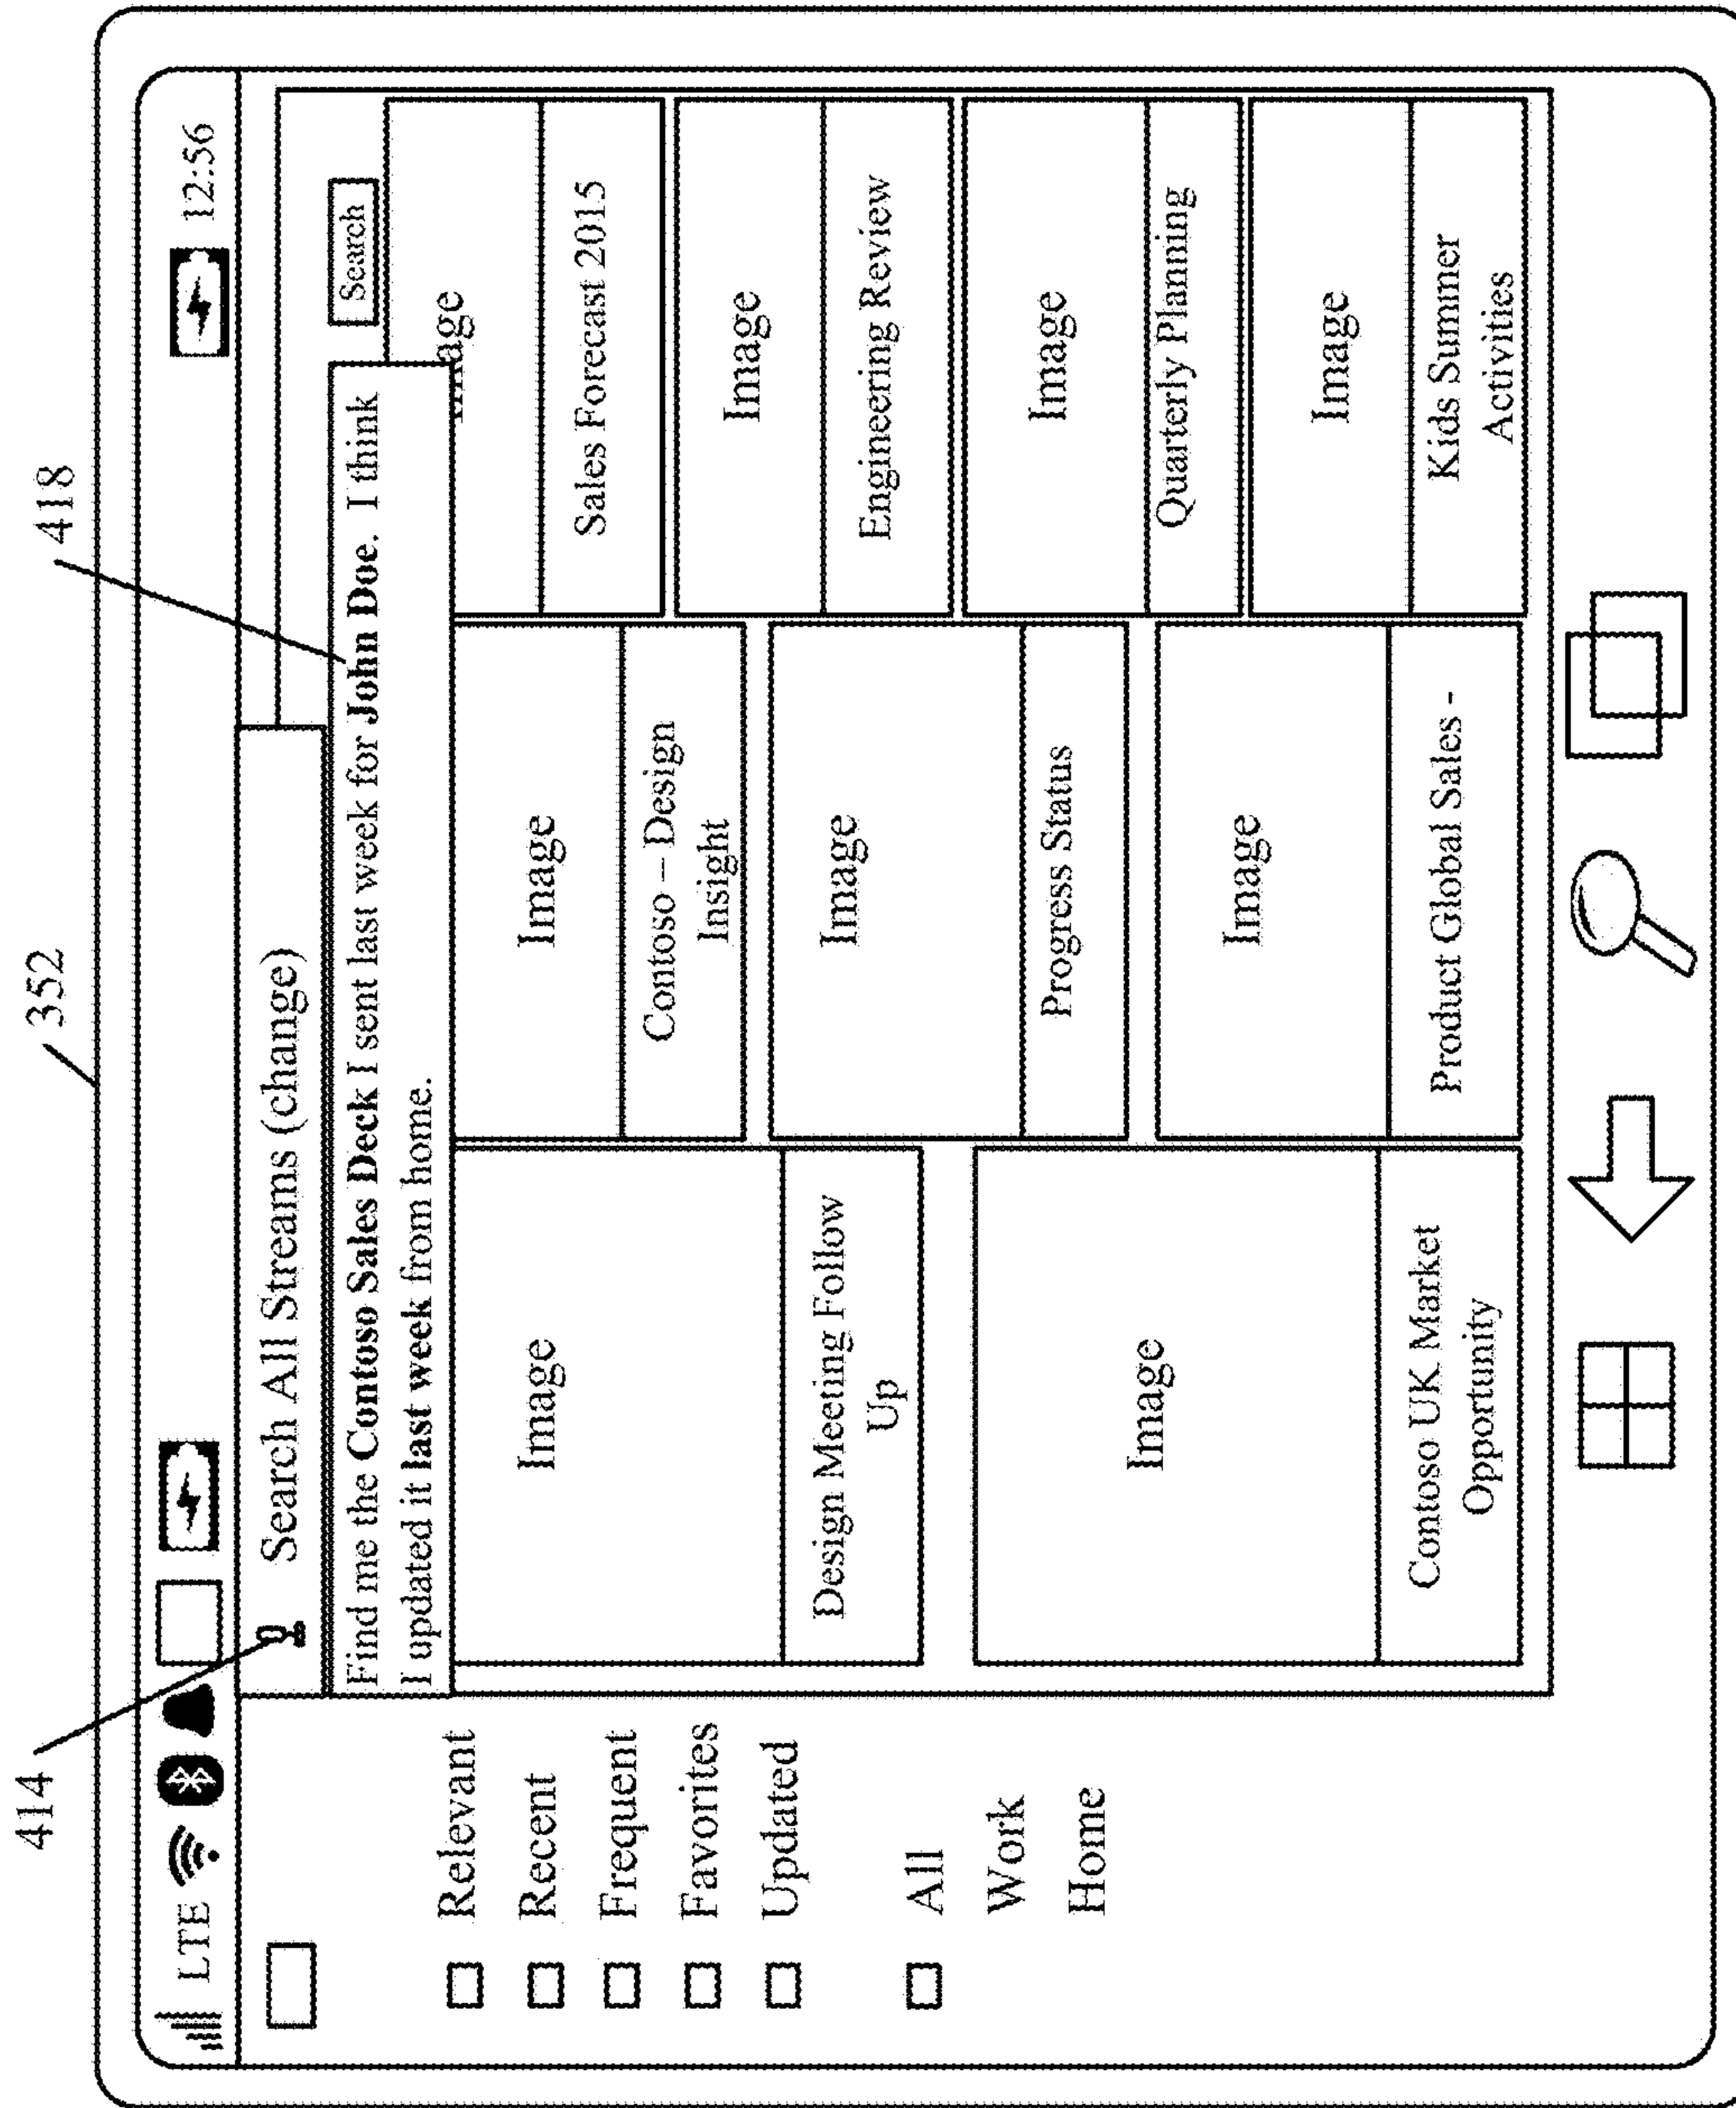 352
414
418
LTE
12:56
Search All Streams (change)
Find me the Contoso Sales Deck I sent last week for John Doe. I think
I updated it last week from home.
Search
Relevant
Recent
Frequent
Favorites
Updated
All
Work
Home
Image
Design Meeting Follow
Up
Image
Contoso UK Market
Opportunity
Image
Contoso – Design
Insight
Image
Progress Status
Image
Product Global Sales -
Image
Sales Forecast 2015
Image
Engineering Review
Image
Quarterly Planning
Image
Kids Summer
Activities